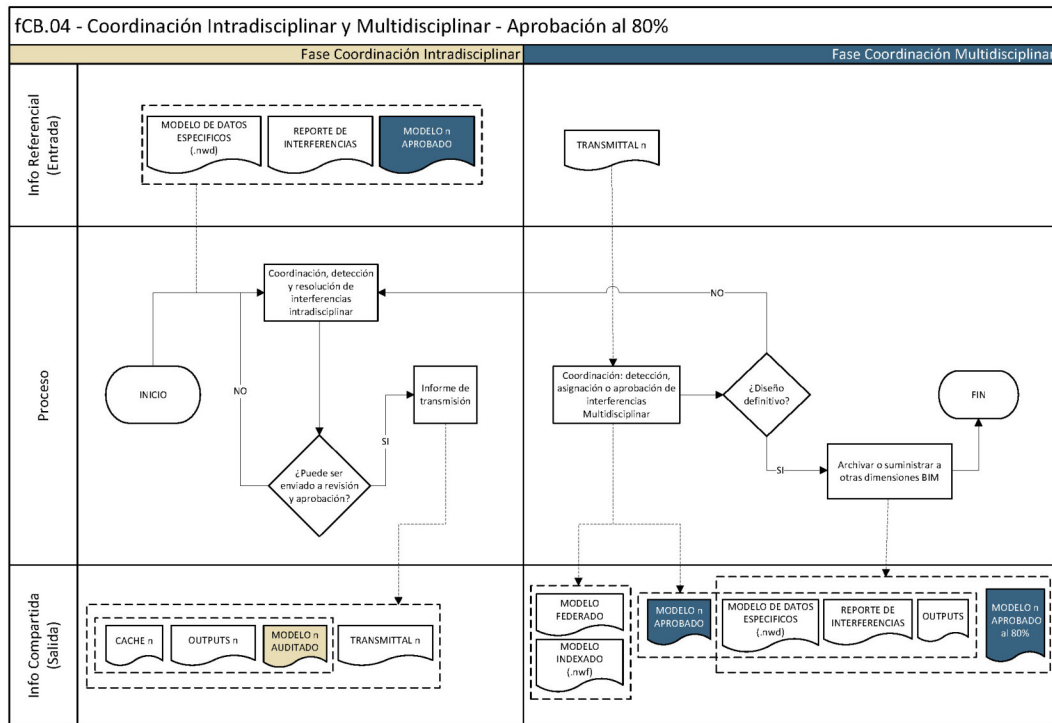 fCB.04 - Coordinación Intradisciplinar y Multidisciplinar - Aprobación al 80%
Fase Coordinación Intradisciplinar
Fase Coordinación Multidisciplinar
Info Referencial
(Entrada)
MODELO DE DATOS
ESPECIFICOS
(.nwd)
REPORTE DE
INTERFERENCIAS
MODELO n
APROBADO
TRANSMITTAL n
Proceso
INICIO
Coordinación, detección
y resolución de
interferencias
intradisciplinar
NO
¿Puede ser
enviado a revisión
y aprobación?
SI
Informe de
transmisión
Coordinación: detección,
asignación o aprobación de
interferencias
Multidisciplinar
NO
¿Diseño
definitivo?
SI
Archivar o suministrar a
otras dimensiones BIM
FIN
Info Compartida
(Salida)
CACHE n
OUTPUTS n
MODELO n
AUDITADO
TRANSMITTAL n
MODELO
FEDERADO
MODELO
INDEXADO
(.nwf)
MODELO n
APROBADO
MODELO DE DATOS
ESPECIFICOS
(.nwd)
REPORTE DE
INTERFERENCIAS
OUTPUTS
MODELO n
APROBADO
al 80%